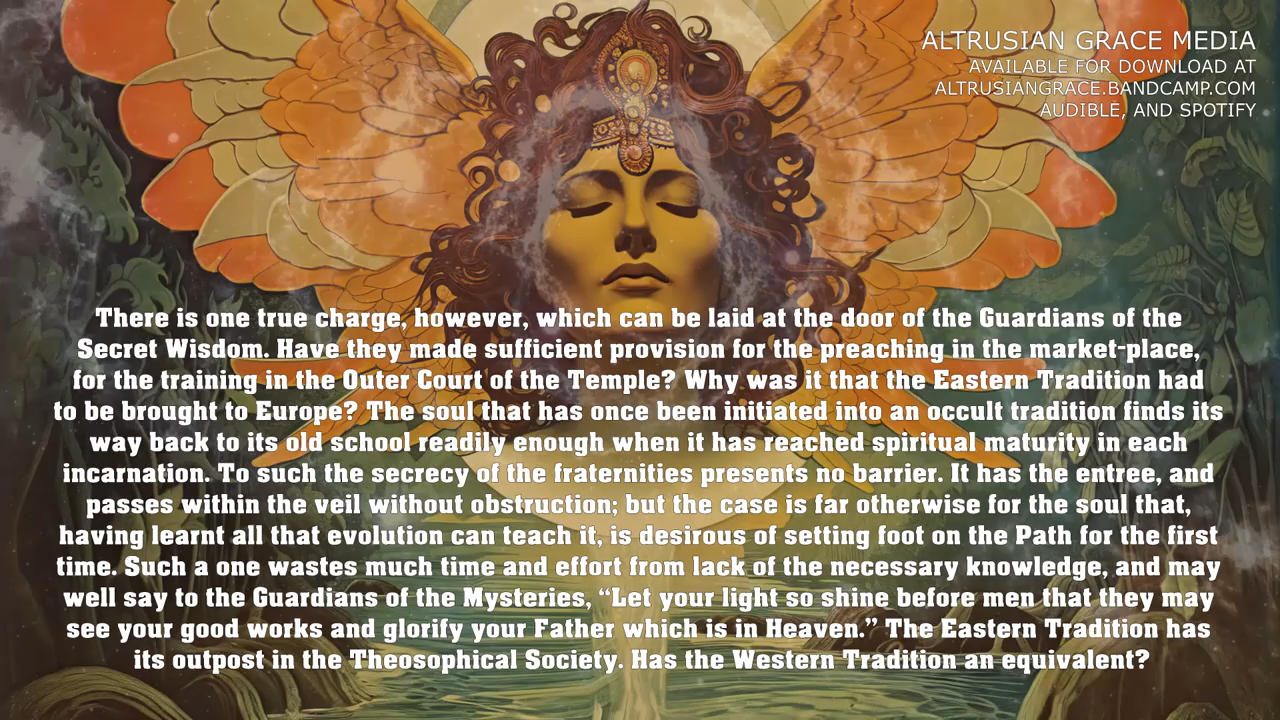 ALTRUSIAN GRACE MEDIA
AVAILABLE FOR DOWNLOAD AT
ALTRUSIANGRACE.BANDCAMP.COM
AUDIBLE, AND SPOTIFY
There is one true charge, however, which can be laid at the door of the Guardians of the
Secret Wisdom. Have they made sufficient provision for the preaching in the market-place,
for the training in the Outer Court of the Temple? Why was it that the Eastern Tradition had
to be brought to Europe? The soul that has once been initiated into an occult tradition finds its
way back to its old school readily enough when it has reached spiritual maturity in each
incarnation. To such the secrecy of the fraternities presents no barrier. It has the entree, and
passes within the veil without obstruction; but the case is far otherwise for the soul that,
having learnt all that evolution can teach it, is desirous of setting foot on the Path for the first
time. Such a one wastes much time and effort from lack of the necessary knowledge, and may
well say to the Guardians of the Mysteries, “Let your light so shine before men that they may
see your good works and glorify your Father which is in Heaven.” The Eastern Tradition has
its outpost in the Theosophical Society. Has the Western Tradition an equivalent?